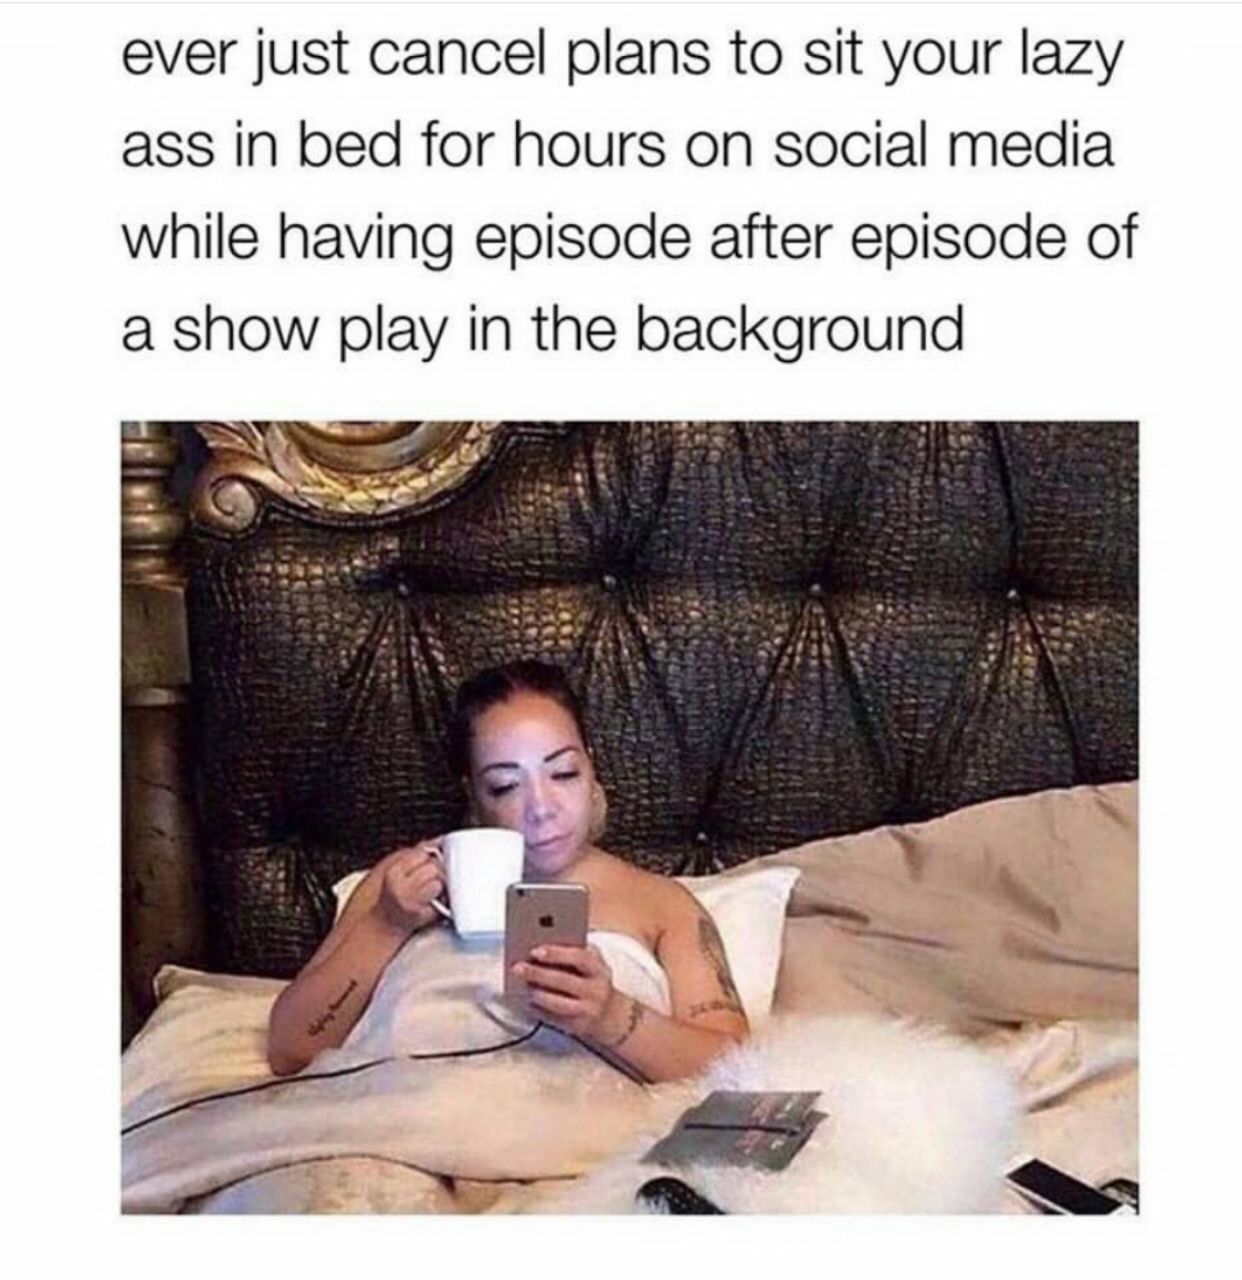 ever just cancel plans to sit your lazy
ass in bed for hours on social media
while having episode after episode of
a show play in the background